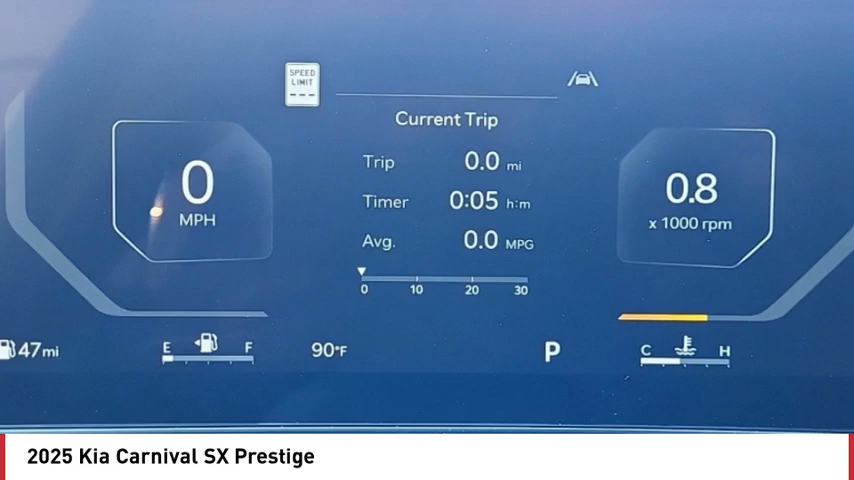 SPEED
LIMIT
---
Current Trip
Trip 0.0 mi
Timer 0:05 h:m
Avg. 0.0 MPG
0 10 20 30
0
MPH
0.8
x 1000 rpm
47mi
E F
90°F
P
C H
2025 Kia Carnival SX Prestige